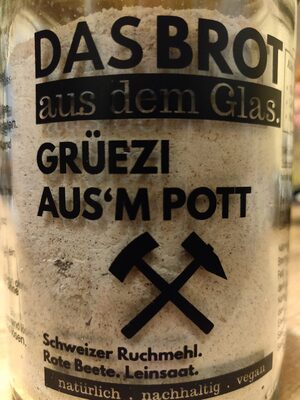 DAS BROT
aus dem Glas.
GRÜEZI
AUS'M POTT
Schweizer Ruchmehl.
Rote Beete. Leinsaat.
natürlich . nachhaltig . vegan